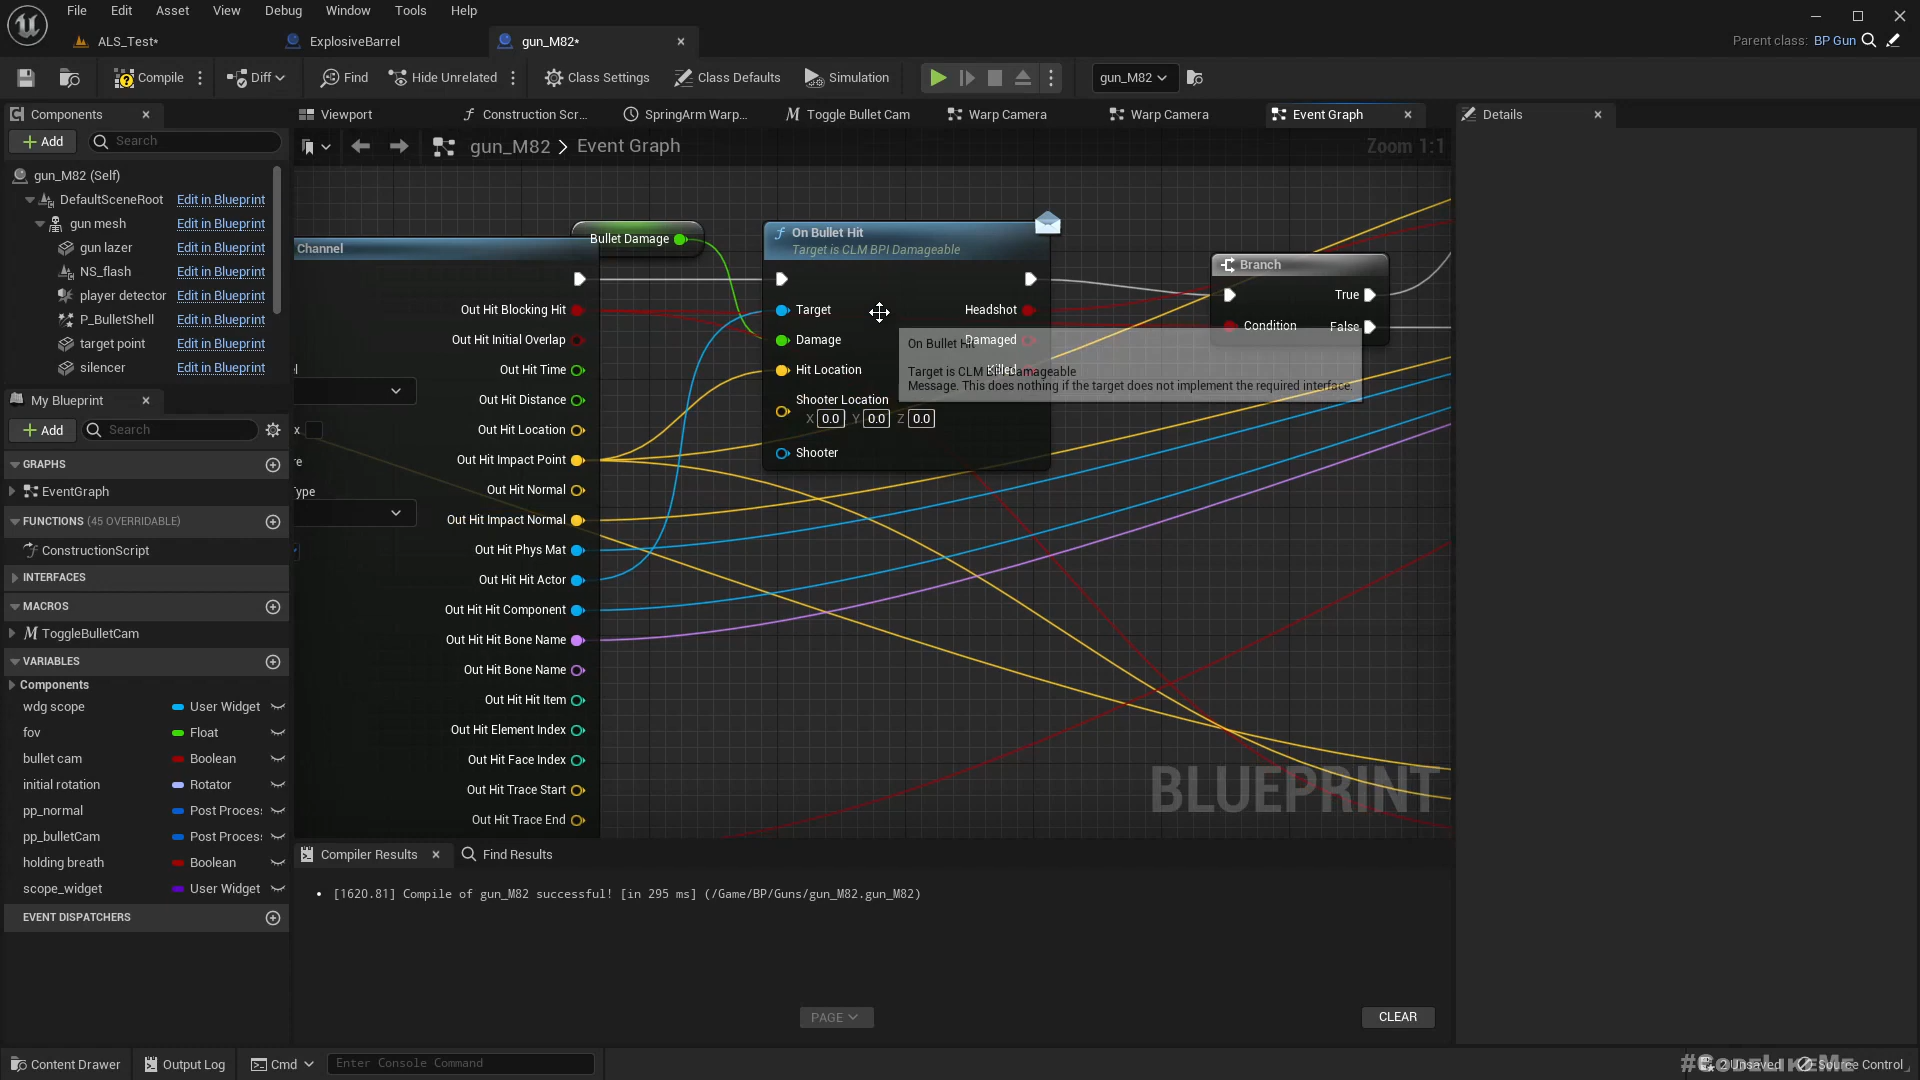 File Edit Asset View Debug Window Tools Help
ALS_Test* ExplosiveBarrel gun_M82*
Parent class: BP Gun
Compile Diff Find Hide Unrelated Class Settings Class Defaults Simulation gun_M82
Components
Viewport Construction Scr... SpringArm Warp... Toggle Bullet Cam Warp Camera Warp Camera Event Graph
Details
Add Search
gun_M82 > Event Graph
Zoom 1:1
gun_M82 (Self)
DefaultSceneRoot Edit in Blueprint
gun mesh Edit in Blueprint
gun lazer Edit in Blueprint
NS_flash Edit in Blueprint
player detector Edit in Blueprint
P_BulletShell Edit in Blueprint
target point Edit in Blueprint
silencer Edit in Blueprint
My Blueprint
Add Search
GRAPHS
EventGraph
FUNCTIONS (45 OVERRIDABLE)
ConstructionScript
INTERFACES
MACROS
ToggleBulletCam
VARIABLES
Components
wdg scope User Widget
fov Float
bullet cam Boolean
initial rotation Rotator
pp_normal Post Process
pp_bulletCam Post Process
holding breath Boolean
scope_widget User Widget
EVENT DISPATCHERS
Channel
Out Hit Blocking Hit
Out Hit Initial Overlap
Out Hit Time
Out Hit Distance
Out Hit Location
Out Hit Impact Point
Out Hit Normal
Out Hit Impact Normal
Out Hit Phys Mat
Out Hit Hit Actor
Out Hit Hit Component
Out Hit Hit Bone Name
Out Hit Bone Name
Out Hit Hit Item
Out Hit Element Index
Out Hit Face Index
Out Hit Trace Start
Out Hit Trace End
Bullet Damage
On Bullet Hit
Target is CLM BPI Damageable
Target Headshot
Damage Damaged
Hit Location Killed
Shooter Location
X 0.0 Y 0.0 Z 0.0
Shooter
On Bullet Hit
Target is CLM BPI Damageable
Message. This does nothing if the target does not implement the required interface.
Branch
True
Condition False
BLUEPRINT
Compiler Results Find Results
[1620.81] Compile of gun_M82 successful! [in 295 ms] (/Game/BP/Guns/gun_M82.gun_M82)
PAGE
CLEAR
Content Drawer Output Log Cmd Enter Console Command
2 Unsaved Source Control
#CodeLikeMe